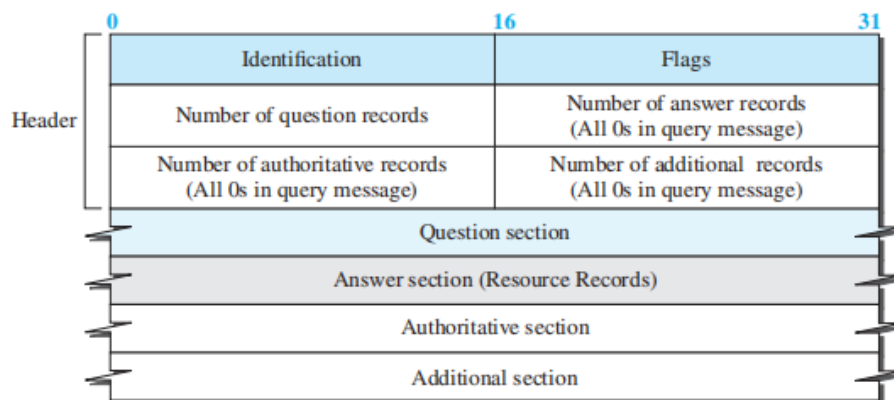 0 16 31
Identification Flags
Header
Number of question records
Number of answer records
(All 0s in query message)
Number of authoritative records
(All 0s in query message)
Number of additional records
(All 0s in query message)
Question section
Answer section (Resource Records)
Authoritative section
Additional section